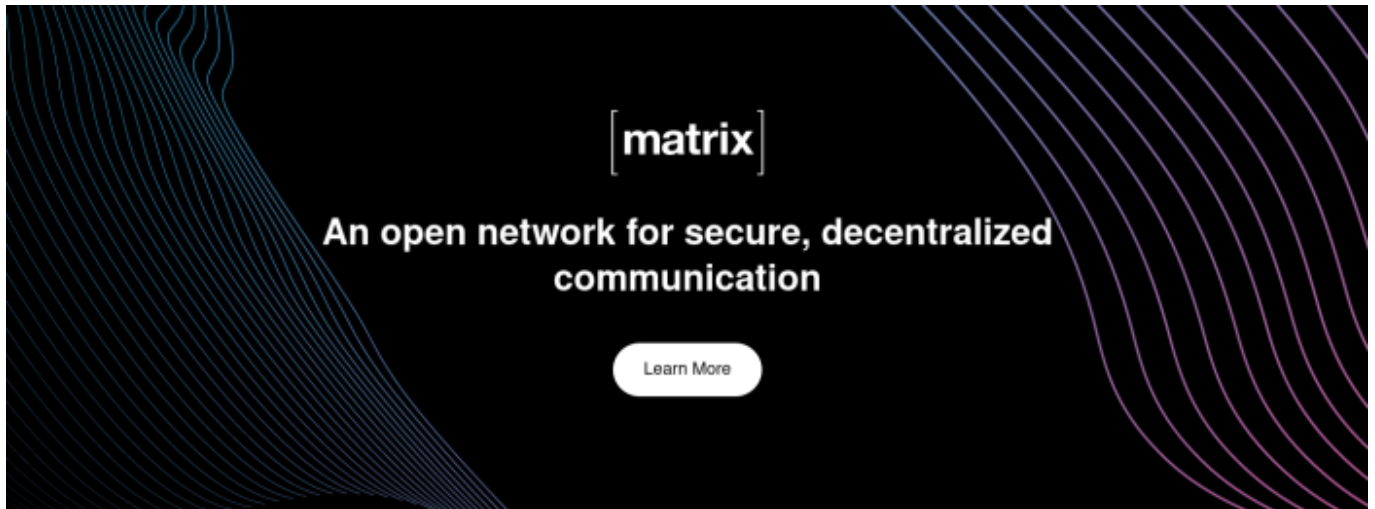 [matrix]
An open network for secure, decentralized
communication
Learn More